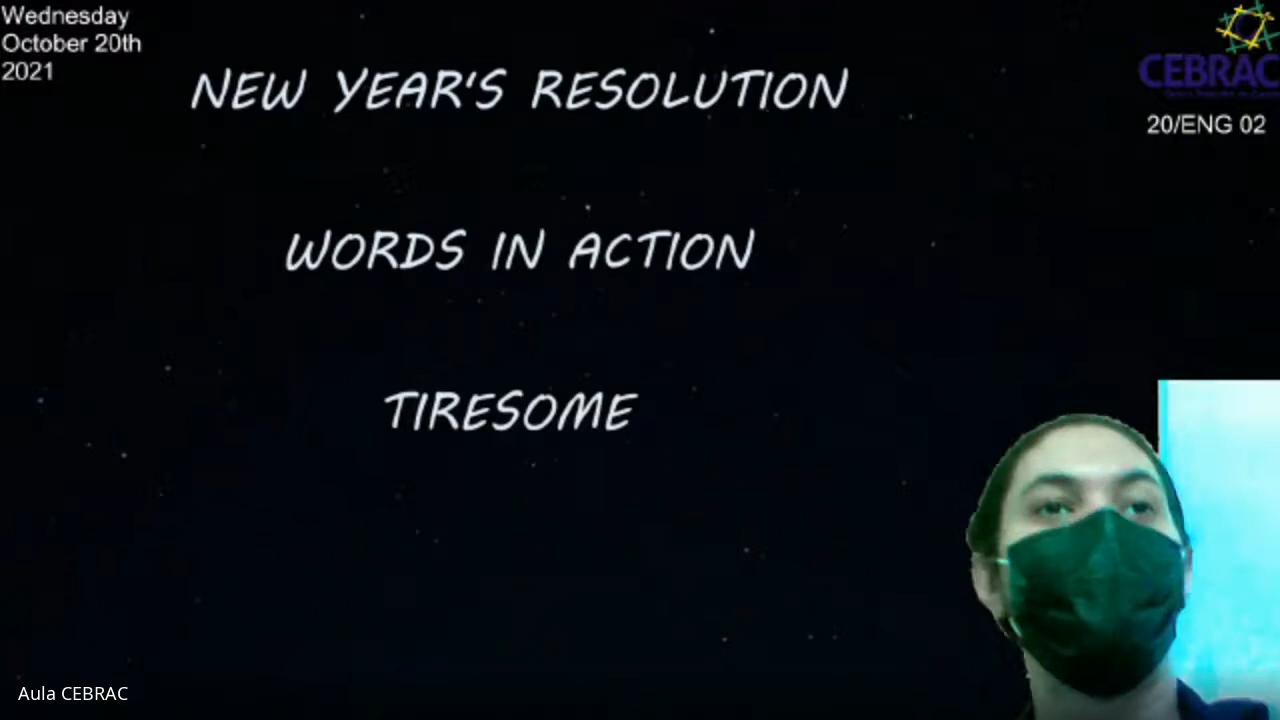 Wednesday
October 20th
2021
NEW YEAR'S RESOLUTION
CEBRAC
20/ENG 02
WORDS IN ACTION
TIRESOME
Aula CEBRAC